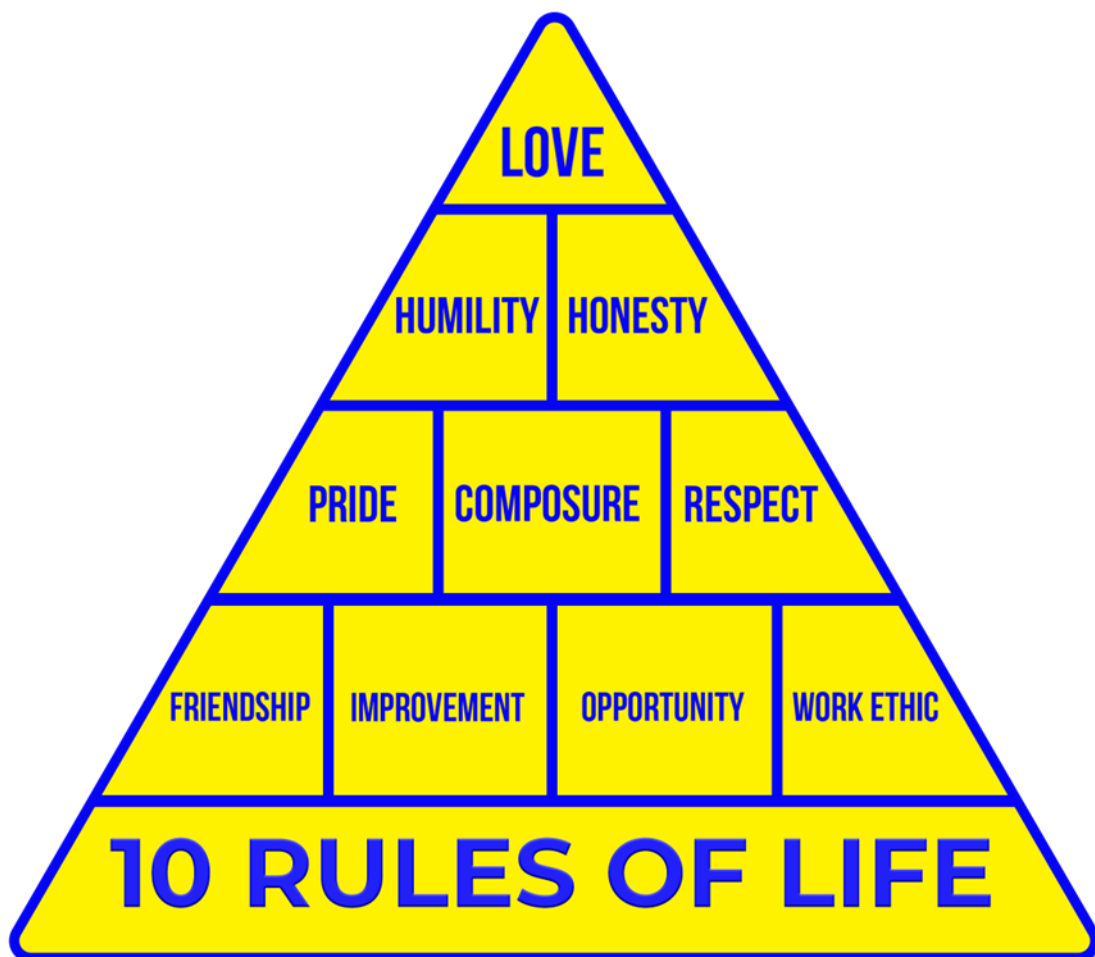 LOVE
HUMILITY HONESTY
PRIDE COMPOSURE RESPECT
FRIENDSHIP IMPROVEMENT OPPORTUNITY WORK ETHIC
10 RULES OF LIFE